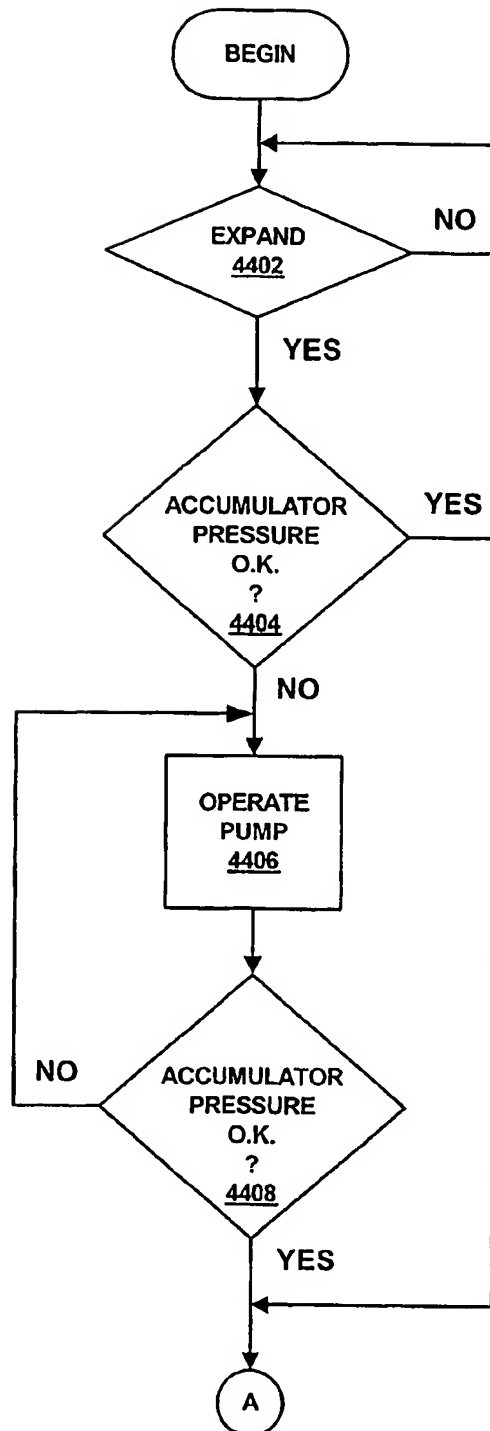 BEGIN
EXPAND
4402
NO
YES
ACCUMULATOR
PRESSURE
O.K.
?
4404
YES
NO
OPERATE
PUMP
4406
ACCUMULATOR
PRESSURE
O.K.
?
4408
NO
YES
A